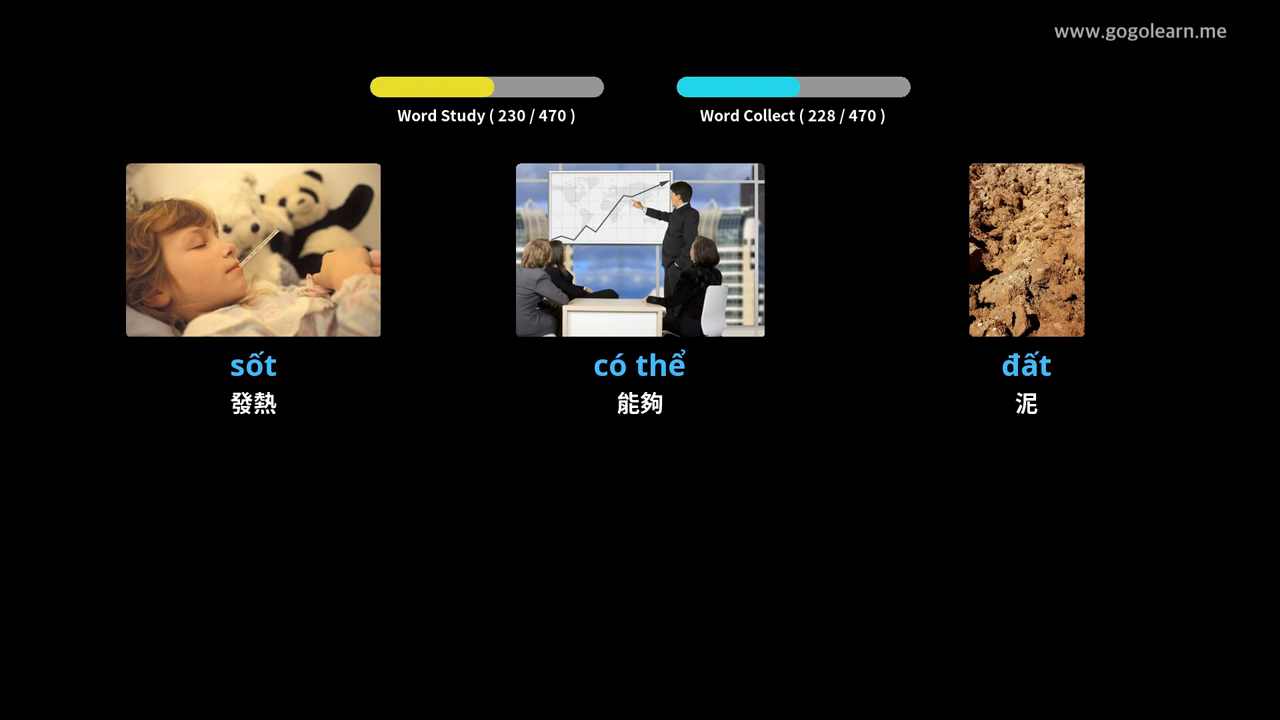 www.gogolearn.me
Word Study ( 230 / 470 )
Word Collect ( 228 / 470 )
sốt
發熱
có thể
能夠
đất
泥